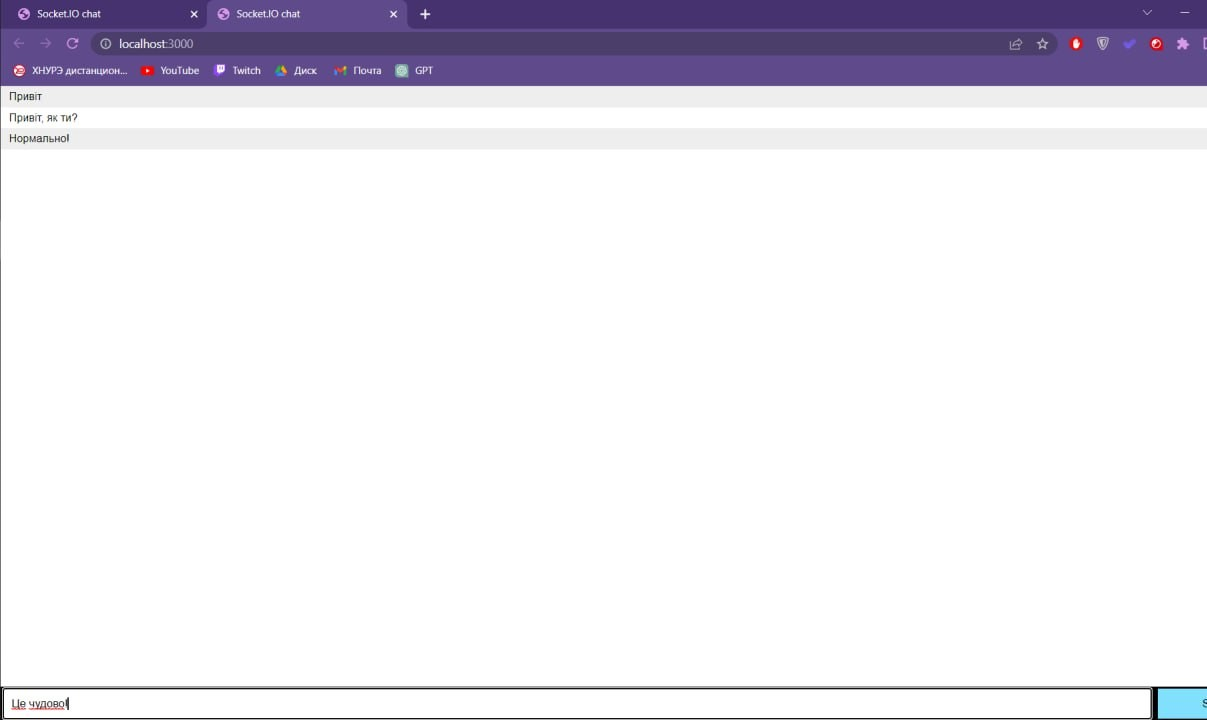 Socket.IO chat
Socket.IO chat
localhost:3000
ХНУРЭ дистанцион... YouTube Twitch Диск Почта GPT
Привіт
Привіт, як ти?
Нормально!
Це чудово!
S